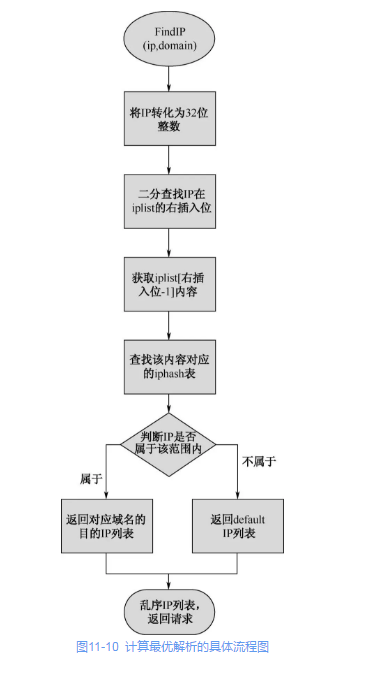 FindIP
(ip,domain)
将IP转化为32位
整数
二分查找IP在
iplist的右插入位
获取iplist[右插
入位-1]内容
查找该内容对应
的iphash表
判断IP是否
属于该范围内
属于
不属于
返回对应域名的
目的IP列表
返回default
IP列表
乱序IP列表，
返回请求
图11-10 计算最优解析的具体流程图